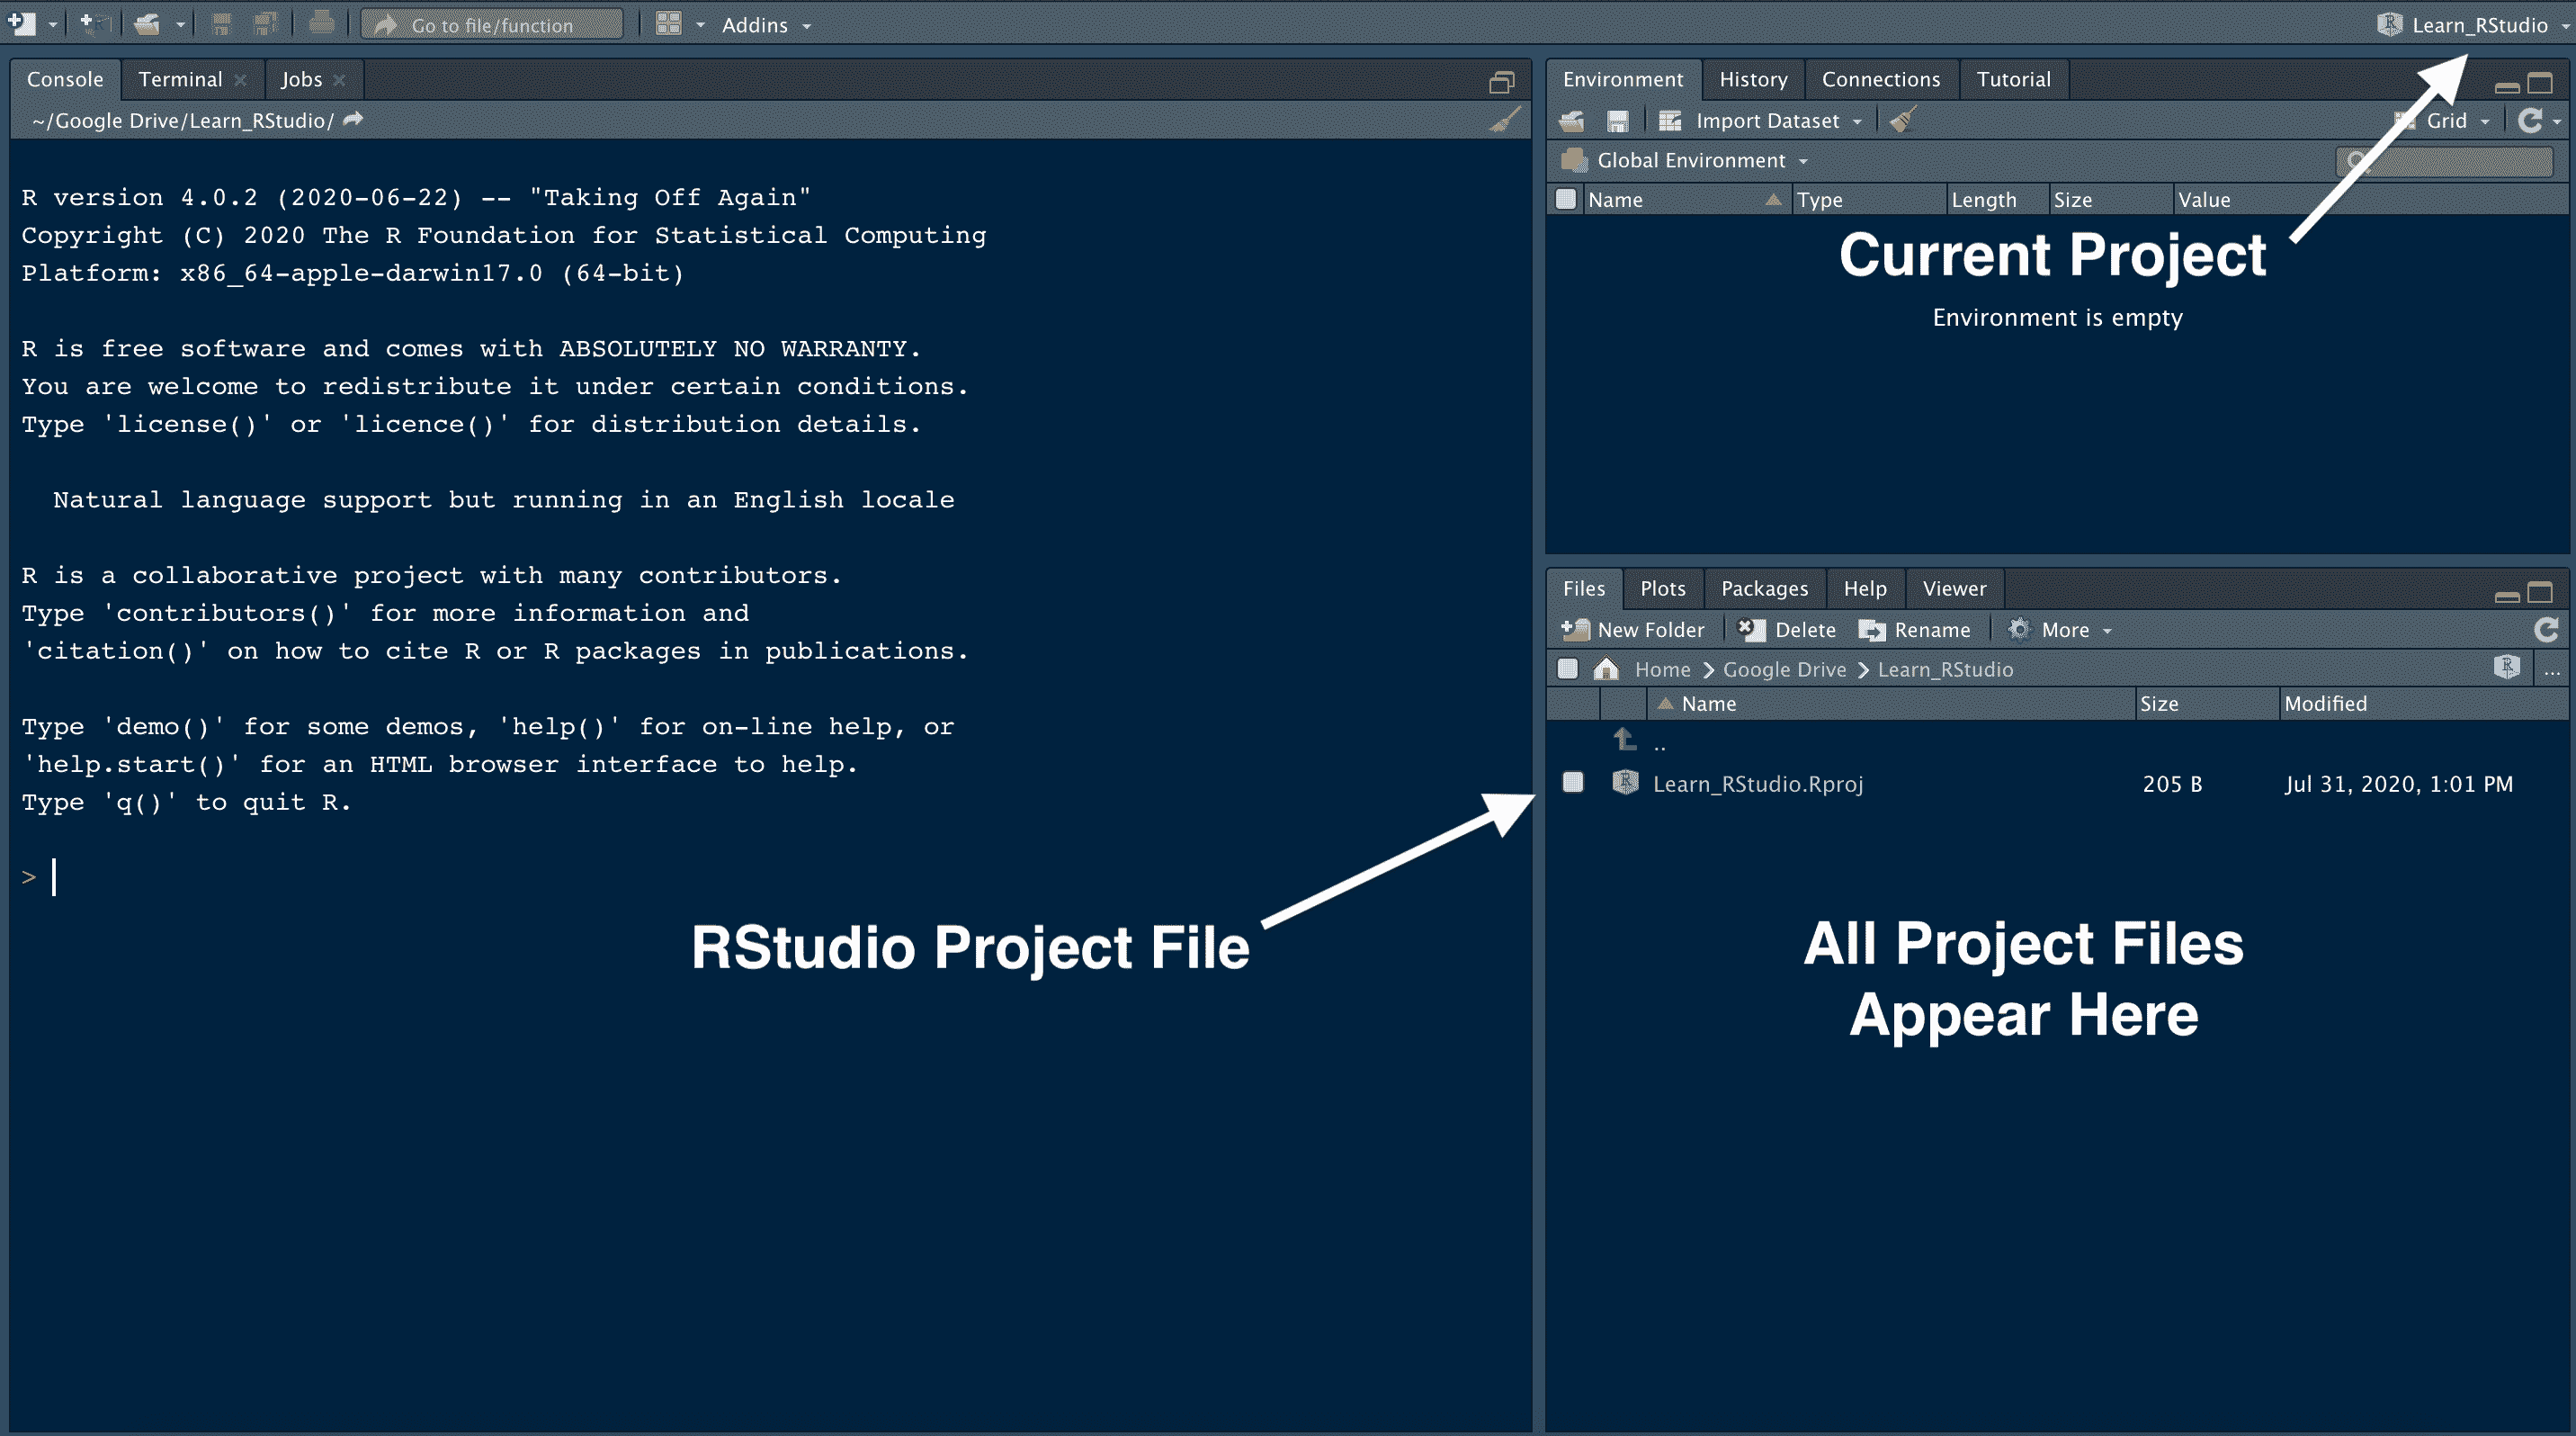 Go to file/function
Addins
Learn_RStudio
Console
Terminal
Jobs
~/Google Drive/Learn_RStudio/
R version 4.0.2 (2020-06-22) -- "Taking Off Again"
Copyright (C) 2020 The R Foundation for Statistical Computing
Platform: x86_64-apple-darwin17.0 (64-bit)
R is free software and comes with ABSOLUTELY NO WARRANTY.
You are welcome to redistribute it under certain conditions.
Type 'license()' or 'licence()' for distribution details.
Natural language support but running in an English locale
R is a collaborative project with many contributors.
Type 'contributors()' for more information and
'citation()' on how to cite R or R packages in publications.
Type 'demo()' for some demos, 'help()' for on-line help, or
'help.start()' for an HTML browser interface to help.
Type 'q()' to quit R.
>
RStudio Project File
Environment
History
Connections
Tutorial
Import Dataset
Grid
Global Environment
Name
Type
Length
Size
Value
Current Project
Environment is empty
Files
Plots
Packages
Help
Viewer
New Folder
Delete
Rename
More
Home
Google Drive
Learn_RStudio
...
Name
Size
Modified
..
Learn_RStudio.Rproj
205 B
Jul 31, 2020, 1:01 PM
All Project Files
Appear Here